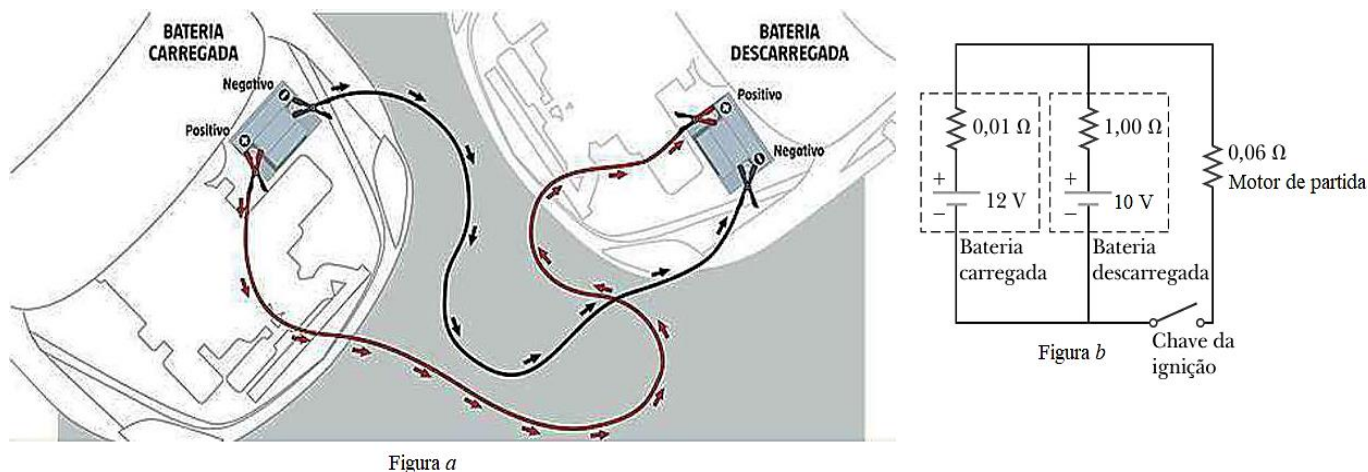 BATERIA
CARREGADA
Negativo
Positivo
BATERIA
DESCARREGADA
Positivo
Negativo
Figura a
0,01 Ω
+
12 V
−
Bateria
carregada
1,00 Ω
+
10 V
−
Bateria
descarregada
0,06 Ω
Motor de partida
Chave da
ignição
Figura b